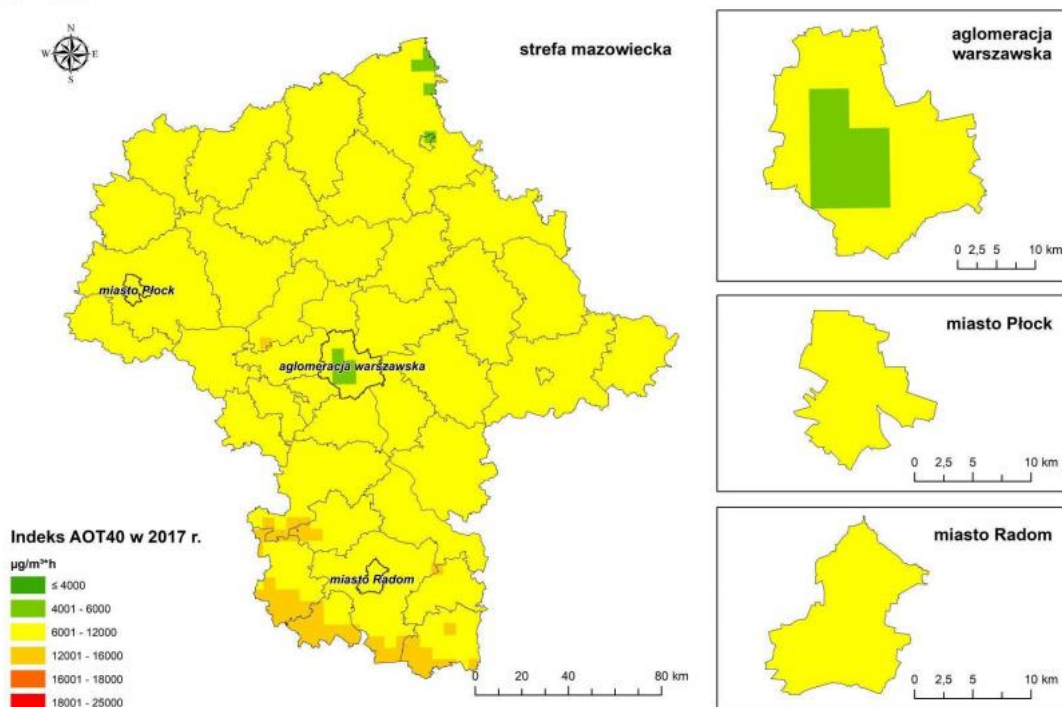 N
W E
S
strefa mazowiecka
miasto Płock
aglomeracja warszawska
miasto Radom
Indeks AOT40 w 2017 r.
µg/m³*h
≤ 4000
4001 - 6000
6001 - 12000
12001 - 16000
16001 - 18000
18001 - 25000
0 20 40 80 km
aglomeracja
warszawska
0 2,5 5 10 km
miasto Płock
0 2,5 5 10 km
miasto Radom
0 2,5 5 10 km